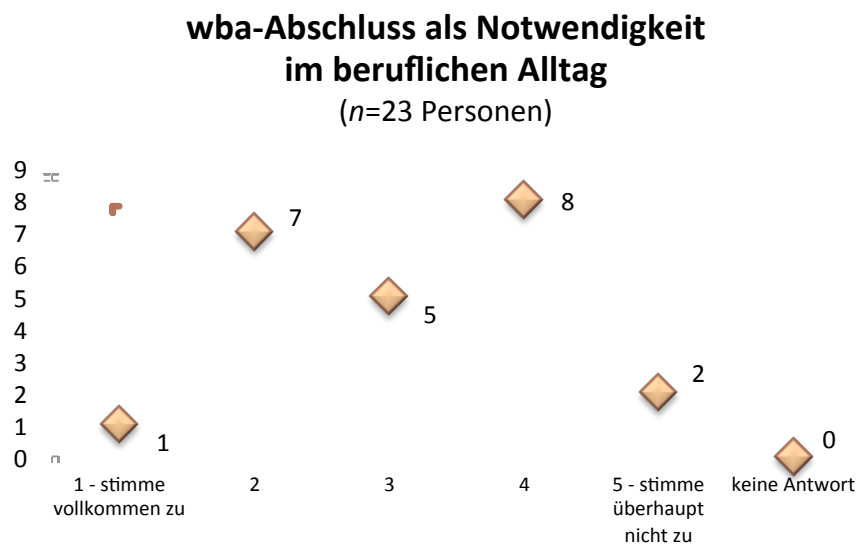 wba-Abschluss als Notwendigkeit
im beruflichen Alltag
(n=23 Personen)
9
8
7
6
5
4
3
2
1
0
1
7
5
8
2
0
1 - stimme
vollkommen zu
2
3
4
5 - stimme
überhaupt
nicht zu
keine Antwort